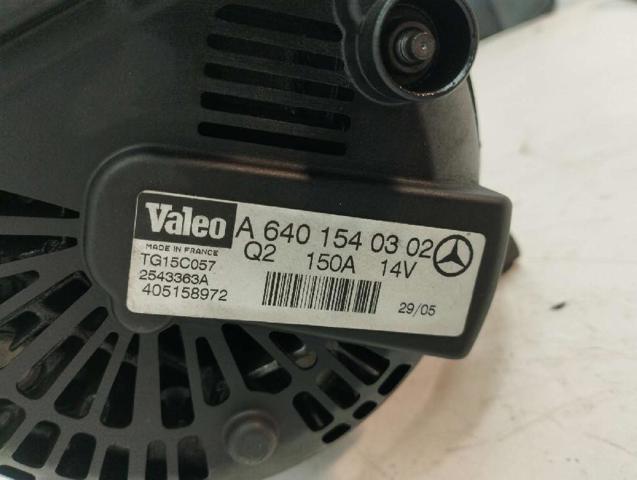 Valeo A 640 154 03 02
MADE IN FRANCE Q2 150A 14V
TG15C057
2543363A
405158972
29/05